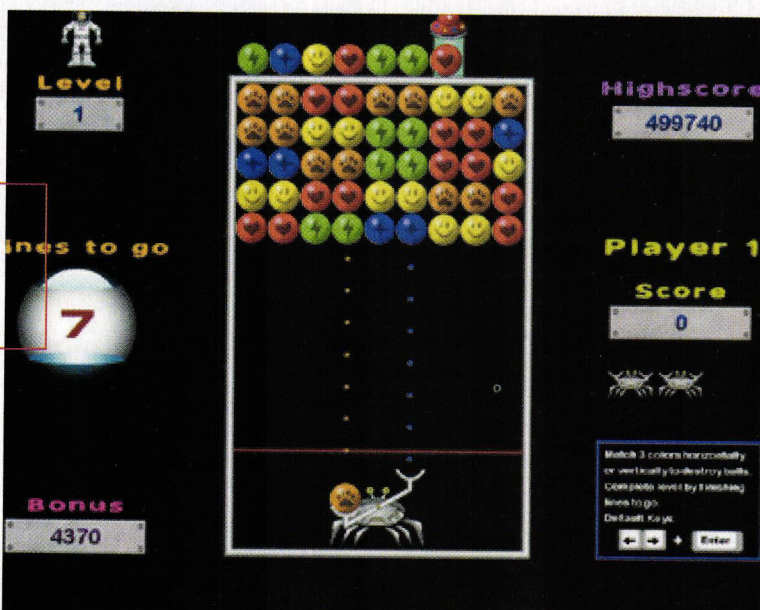 Level
1
ines to go
7
Bonus
4370
Highscore
499740
Player 1
Score
0
Match 3 colors horizontally
or vertically to destroy balls.
Complete level by finishing
lines to go.
Default Keys:
+ Enter